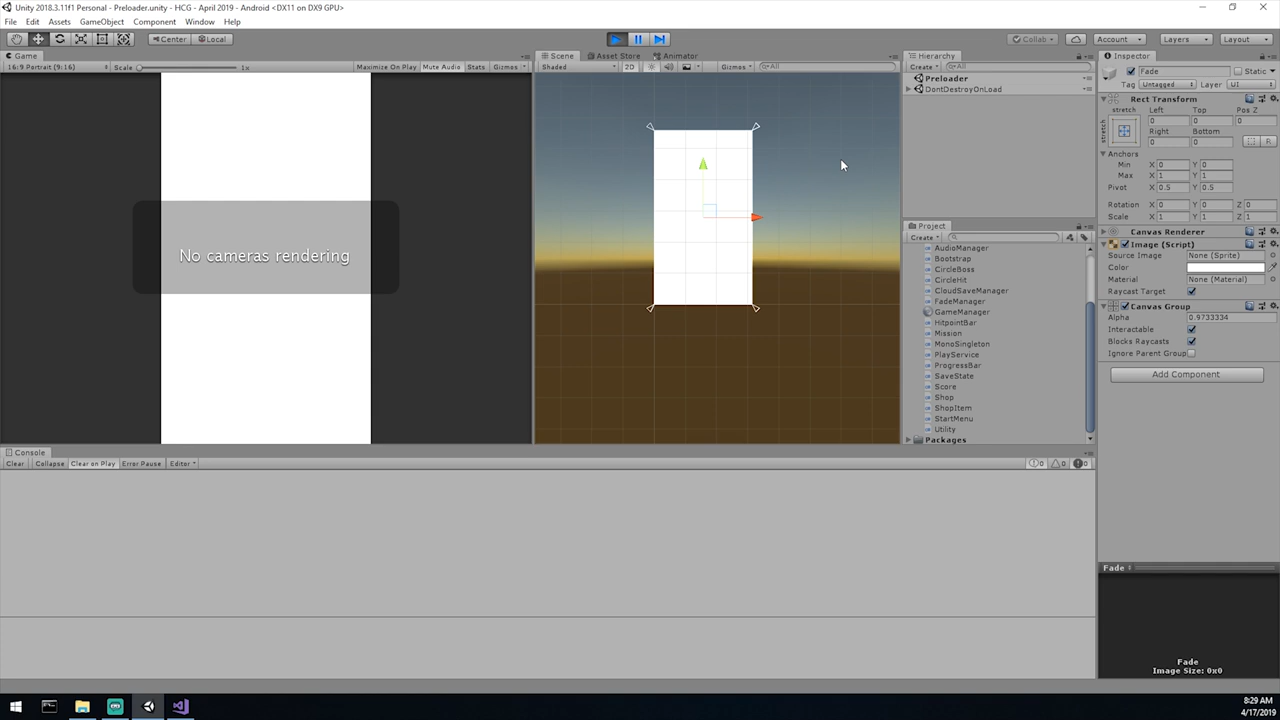 Unity 2018.3.11f1 Personal - Preloader.unity - HCG - April 2019 - Android <DX11 on DX9 GPU>
File Edit Assets GameObject Component Window Help
Center Local Collab Account Layers Layout
Game
16:9 Portrait (9:16) Scale 1x Maximize On Play Mute Audio Stats Gizmos
No cameras rendering
Scene Asset Store Animator
Shaded 2D Gizmos All
Hierarchy
Create All
Preloader
DontDestroyOnLoad
Project
Create
AudioManager
Bootstrap
CircleBoss
CircleHit
CloudSaveManager
FadeManager
GameManager
HitpointBar
Mission
MonoSingleton
PlayService
ProgressBar
SaveState
Score
Shop
ShopItem
StartMenu
Utility
Packages
Inspector
Fade Static
Tag Untagged Layer UI
Rect Transform
stretch Left Top Pos Z
stretch 0 0 0
Right Bottom
0 0 R
Anchors
Min X 0 Y 0
Max X 1 Y 1
Pivot X 0.5 Y 0.5
Rotation X 0 Y 0 Z 0
Scale X 1 Y 1 Z 1
Canvas Renderer
Image (Script)
Source Image None (Sprite)
Color
Material None (Material)
Raycast Target
Canvas Group
Alpha 0.9733334
Interactable
Blocks Raycasts
Ignore Parent Group
Add Component
Console
Clear Collapse Clear on Play Error Pause Editor 0 0 0
Fade
Fade
Image Size: 0x0
8:29 AM
4/17/2019